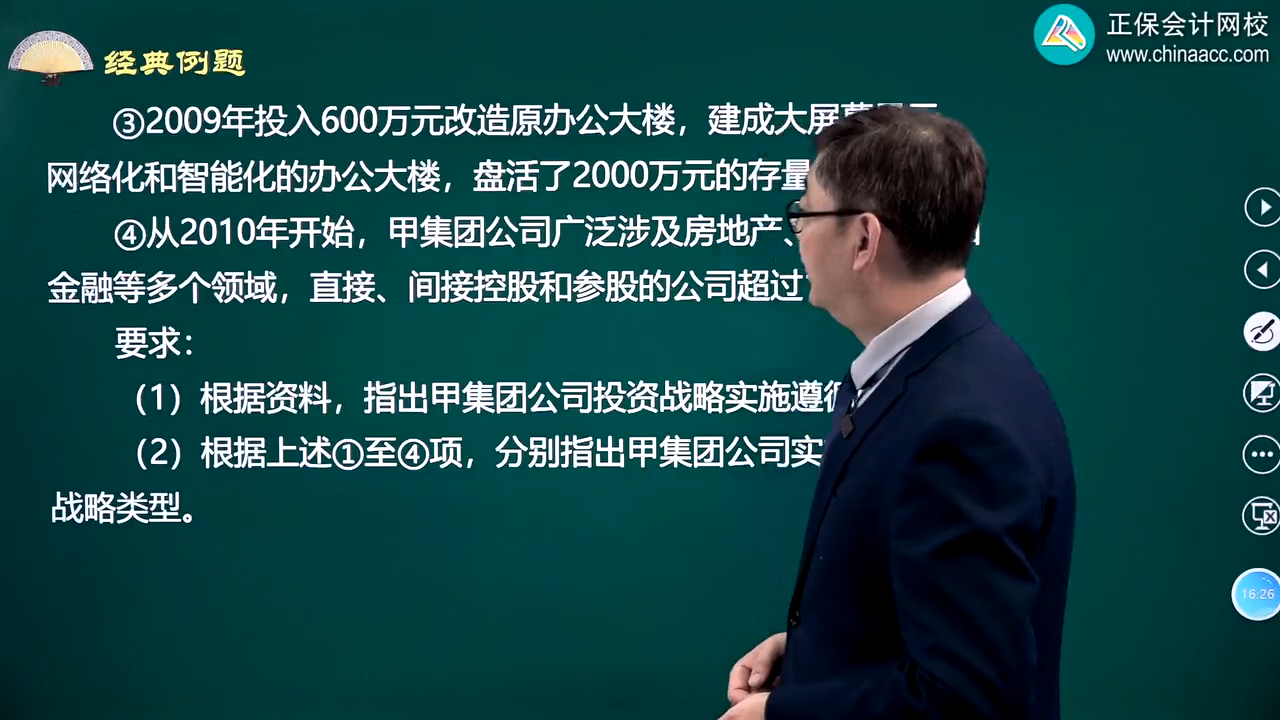 经典例题
正保会计网校
www.chinaacc.com
③2009年投入600万元改造原办公大楼，建成大屏
网络化和智能化的办公大楼，盘活了2000万元的存量
④从2010年开始，甲集团公司广泛涉及房地产、
金融等多个领域，直接、间接控股和参股的公司超过
要求：
（1）根据资料，指出甲集团公司投资战略实施遵
（2）根据上述①至④项，分别指出甲集团公司实
战略类型。
16:26